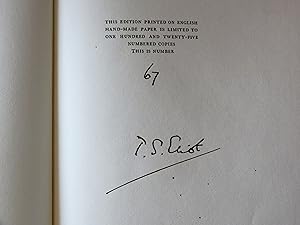 THIS EDITION PRINTED ON ENGLISH
HAND-MADE PAPER IS LIMITED TO
ONE HUNDRED AND TWENTY-FIVE
NUMBERED COPIES
THIS IS NUMBER
67
T. S. Eliot